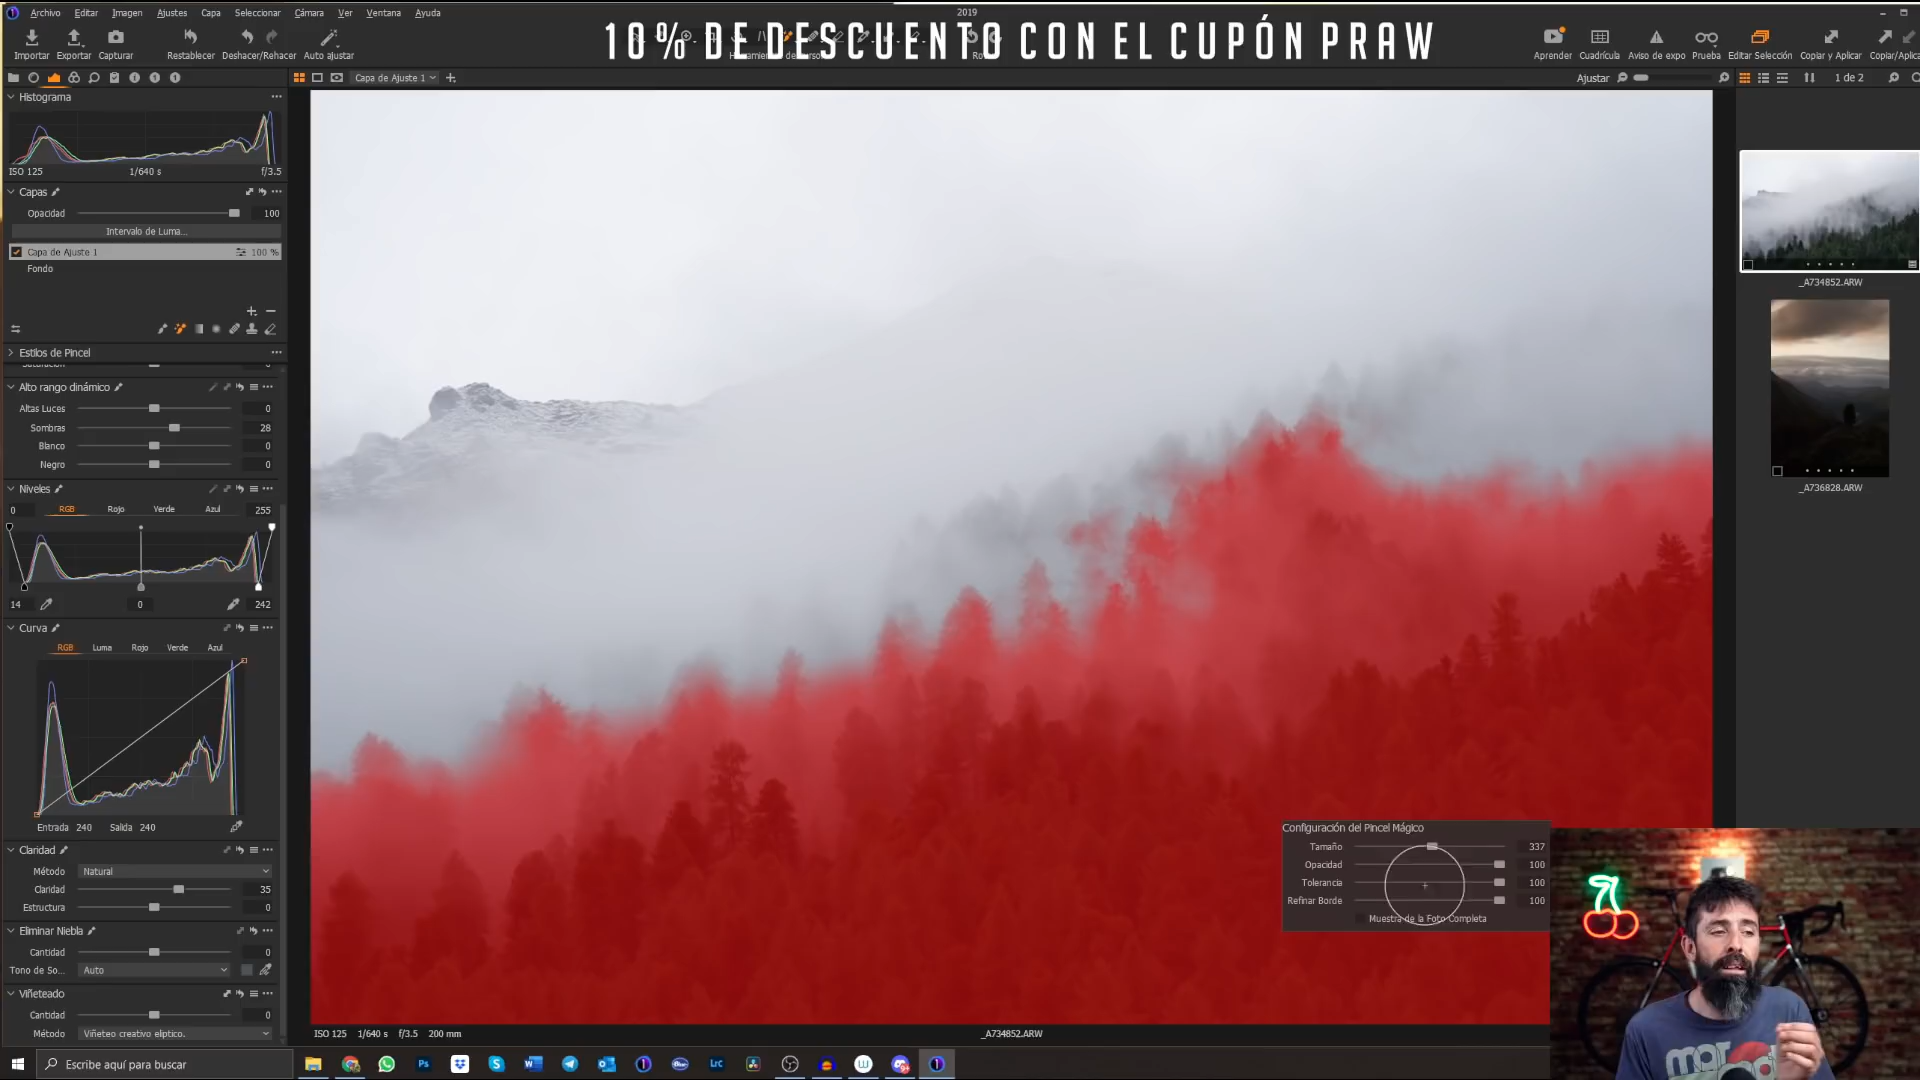 Archivo Editar Imagen Ajustes Capa Seleccionar Cámara Ver Ventana Ayuda
2019
10% DE DESCUENTO CON EL CUPÓN PRAW
Importar Exportar Capturar Restablecer Deshacer/Rehacer Auto ajustar
Aprender Cuadrícula Aviso de expo Prueba Editar Selección Copiar y Aplicar Copiar/Aplica
Capa de Ajuste 1
Ajustar
1 de 2
Histograma
ISO 125 1/640 s f/3.5
Capas
Opacidad 100
Intervalo de Luma...
Capa de Ajuste 1 100 %
Fondo
Estilos de Pincel
Alto rango dinámico
Altas Luces 0
Sombras 28
Blanco 0
Negro 0
Niveles
0 RGB Rojo Verde Azul 255
14 0 242
Curva
RGB Luma Rojo Verde Azul
Entrada 240 Salida 240
Claridad
Método Natural
Claridad 35
Estructura 0
Eliminar Niebla
Cantidad 0
Tono de So... Auto
Viñeteado
Cantidad 0
Método Viñeteo creativo elíptico.
_A734852.ARW
_A736828.ARW
Configuración del Pincel Mágico
Tamaño 337
Opacidad 100
Tolerancia 100
Refinar Borde 100
Muestra de la Foto Completa
ISO 125 1/640 s f/3.5 200 mm
_A734852.ARW
Escribe aquí para buscar
Ps
Lrc